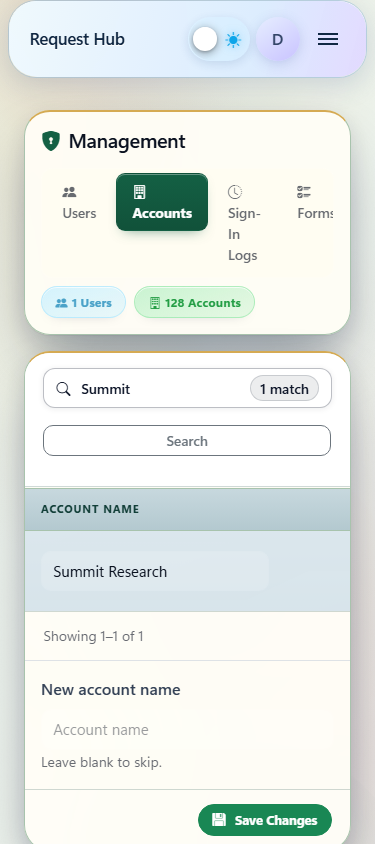 Request Hub
D
Management
Users
Accounts
Sign-
In
Logs
Forms
1 Users
128 Accounts
Summit
1 match
Search
ACCOUNT NAME
Summit Research
Showing 1–1 of 1
New account name
Account name
Leave blank to skip.
Save Changes